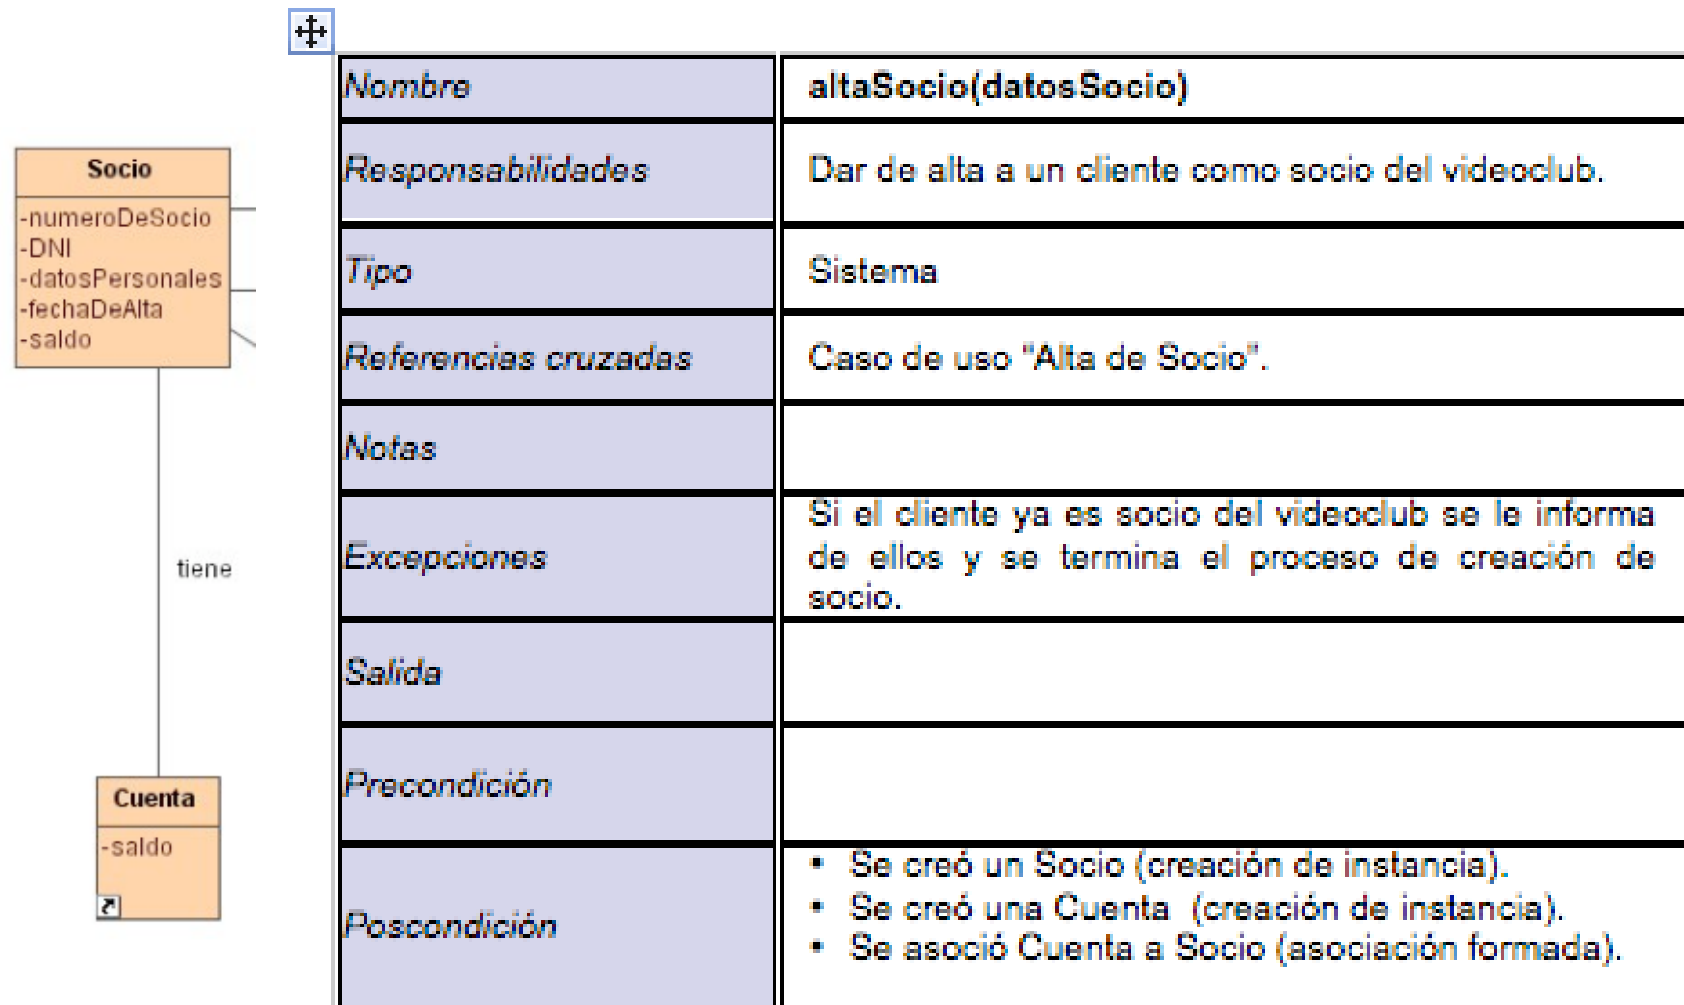 Socio
-numeroDeSocio
-DNI
-datosPersonales
-fechaDeAlta
-saldo
tiene
Cuenta
-saldo
Nombre
altaSocio(datosSocio)
Responsabilidades
Dar de alta a un cliente como socio del videoclub.
Tipo
Sistema
Referencias cruzadas
Caso de uso "Alta de Socio".
Notas
Excepciones
Si el cliente ya es socio del videoclub se le informa
de ellos y se termina el proceso de creación de
socio.
Salida
Precondición
Poscondición
• Se creó un Socio (creación de instancia).
• Se creó una Cuenta (creación de instancia).
• Se asoció Cuenta a Socio (asociación formada).